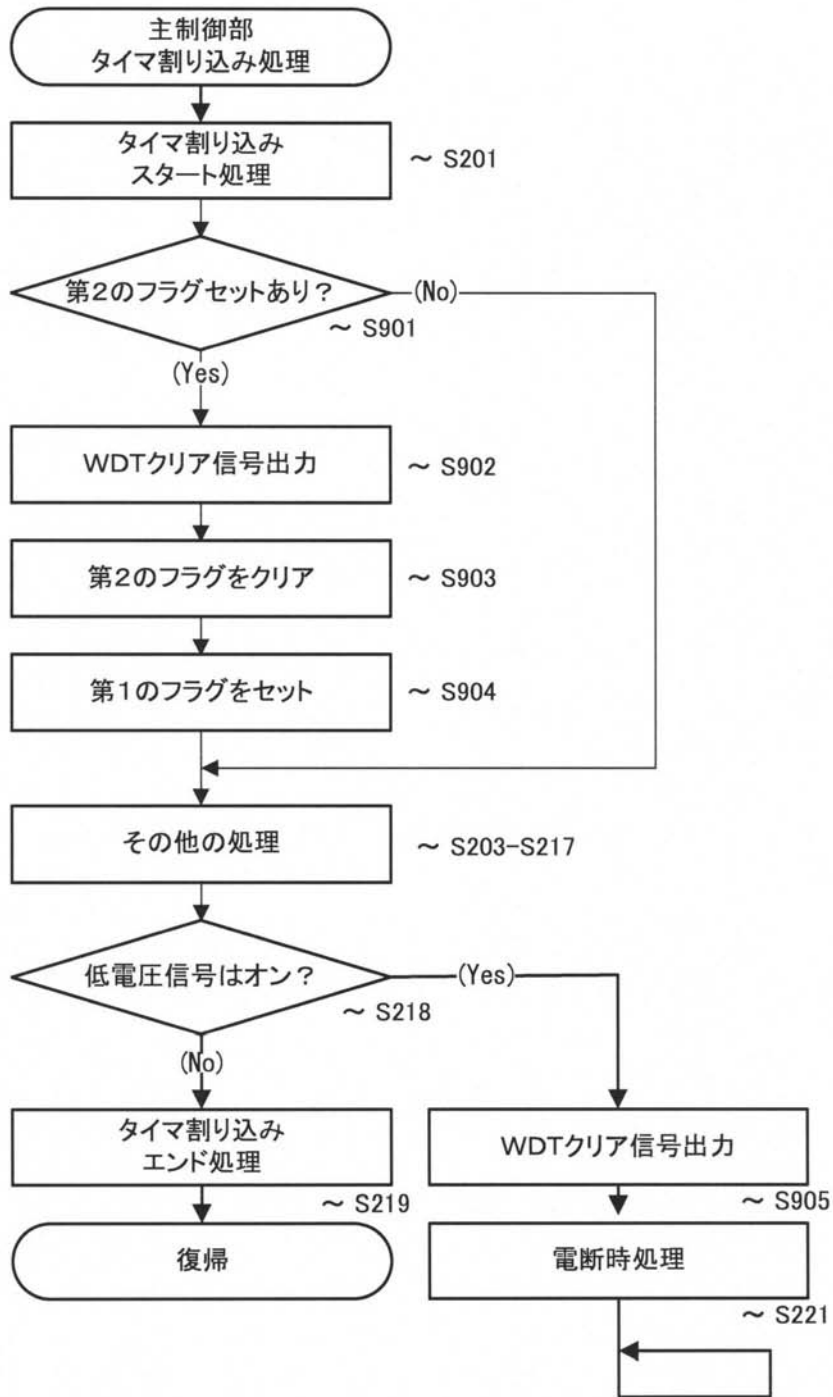 主制御部
タイマ割り込み処理
タイマ割り込み
スタート処理
～ S201
第2のフラグセットあり？
(No)
～ S901
(Yes)
WDTクリア信号出力
～ S902
第2のフラグをクリア
～ S903
第1のフラグをセット
～ S904
その他の処理
～ S203-S217
低電圧信号はオン？
(Yes)
～ S218
(No)
タイマ割り込み
エンド処理
～ S219
WDTクリア信号出力
～ S905
復帰
電断時処理
～ S221